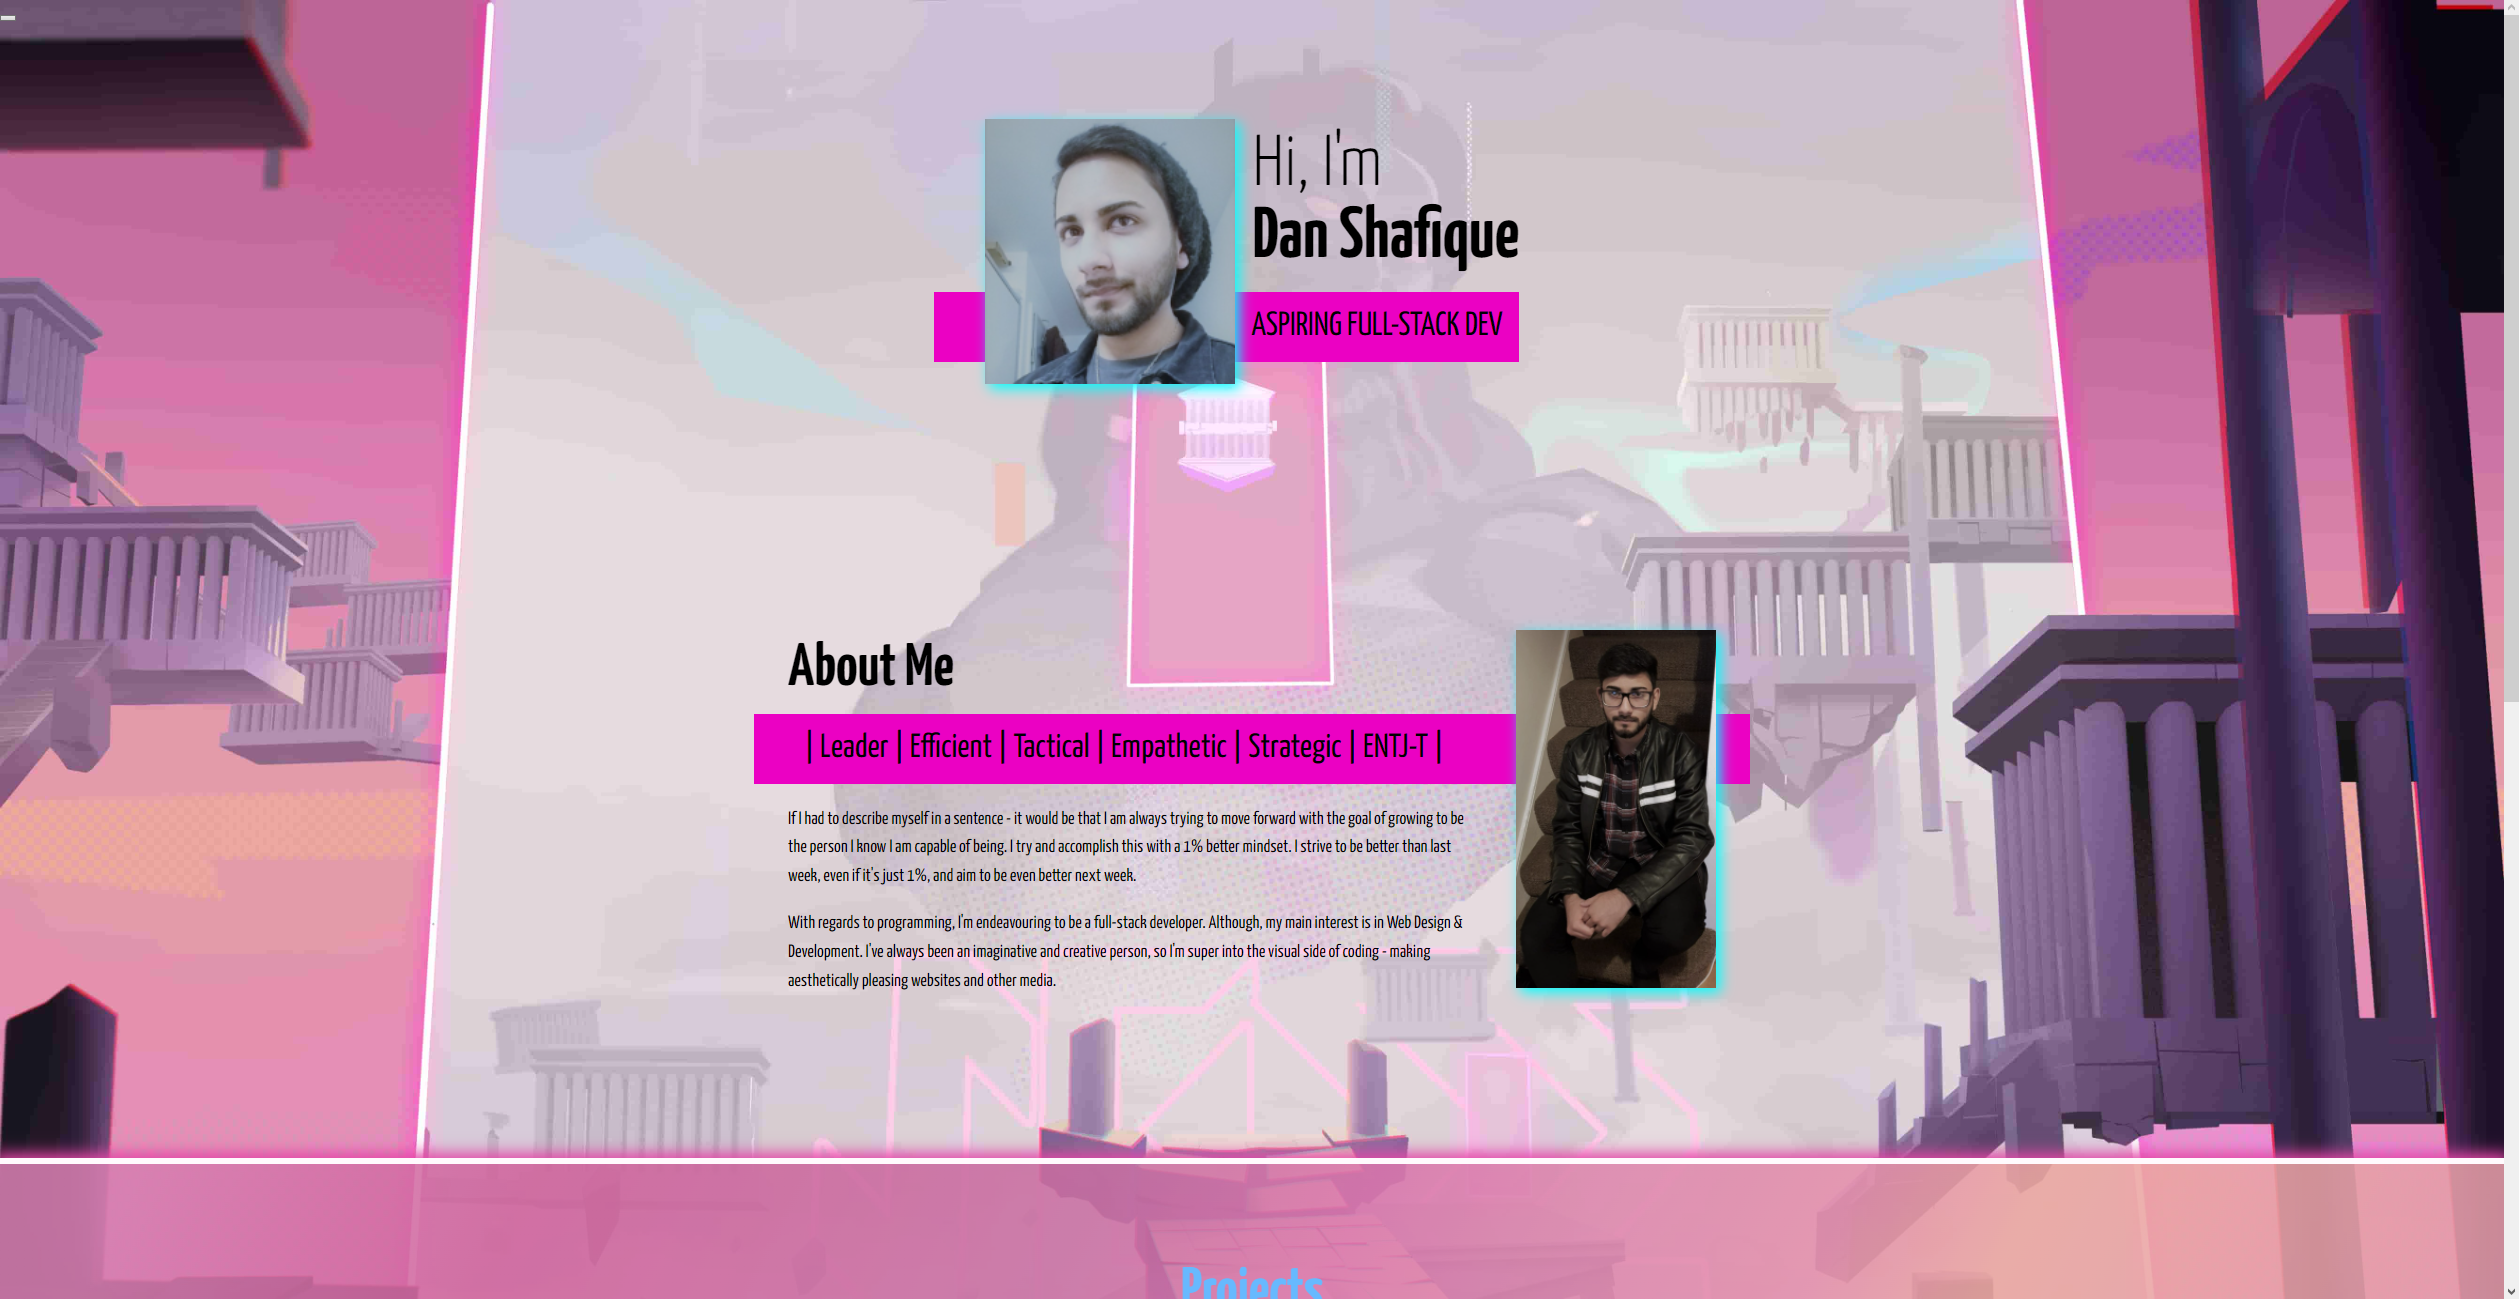 Hi, I'm
Dan Shafique
ASPIRING FULL-STACK DEV
About Me
| Leader | Efficient | Tactical | Empathetic | Strategic | ENTJ-T |
If I had to describe myself in a sentence - it would be that I am always trying to move forward with the goal of growing to be
the person I know I am capable of being. I try and accomplish this with a 1% better mindset. I strive to be better than last
week, even if it's just 1%, and aim to be even better next week.
With regards to programming, I'm endeavouring to be a full-stack developer. Although, my main interest is in Web Design &
Development. I've always been an imaginative and creative person, so I'm super into the visual side of coding - making
aesthetically pleasing websites and other media.
Projects